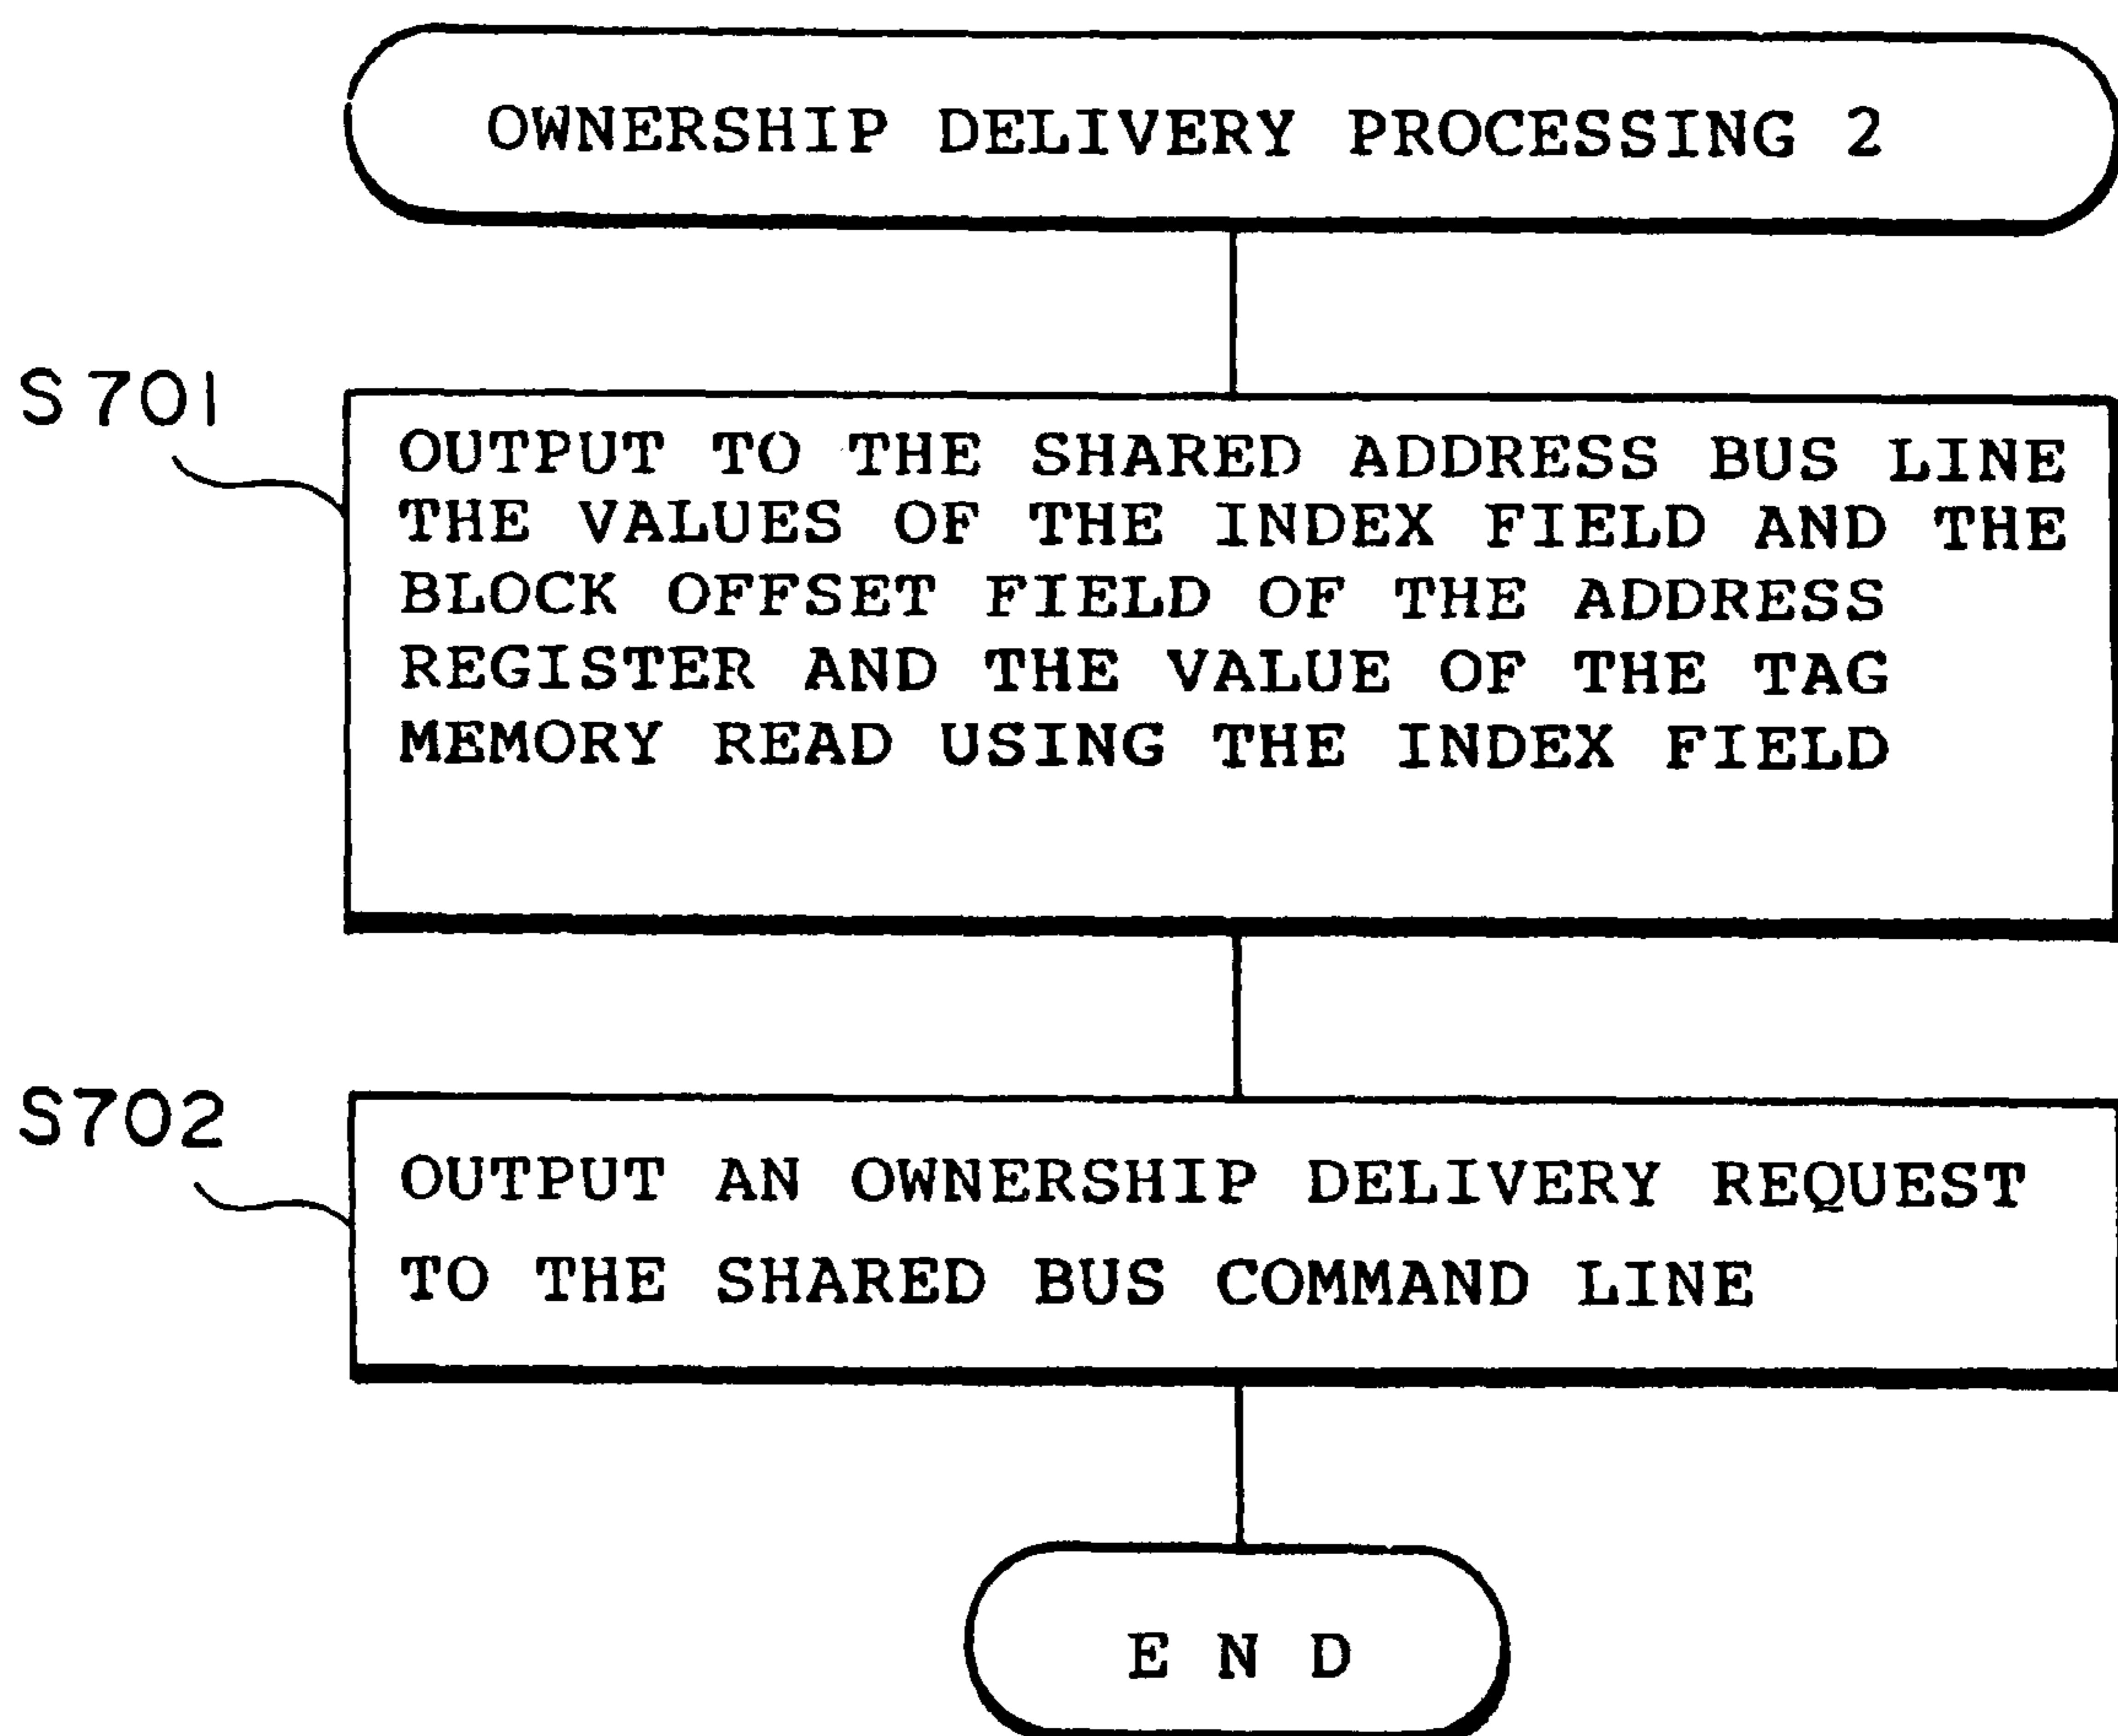 OWNERSHIP DELIVERY PROCESSING 2
S701
OUTPUT TO THE SHARED ADDRESS BUS LINE
THE VALUES OF THE INDEX FIELD AND THE
BLOCK OFFSET FIELD OF THE ADDRESS
REGISTER AND THE VALUE OF THE TAG
MEMORY READ USING THE INDEX FIELD
S702
OUTPUT AN OWNERSHIP DELIVERY REQUEST
TO THE SHARED BUS COMMAND LINE
END